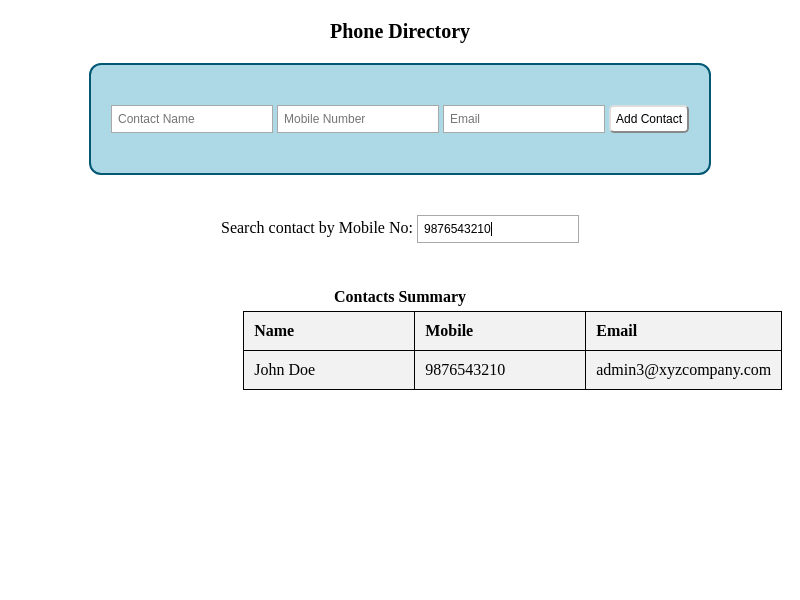 Phone Directory
Contact Name Mobile Number Email Add Contact
Search contact by Mobile No: 9876543210
Contacts Summary
Name Mobile Email
John Doe 9876543210 admin3@xyzcompany.com